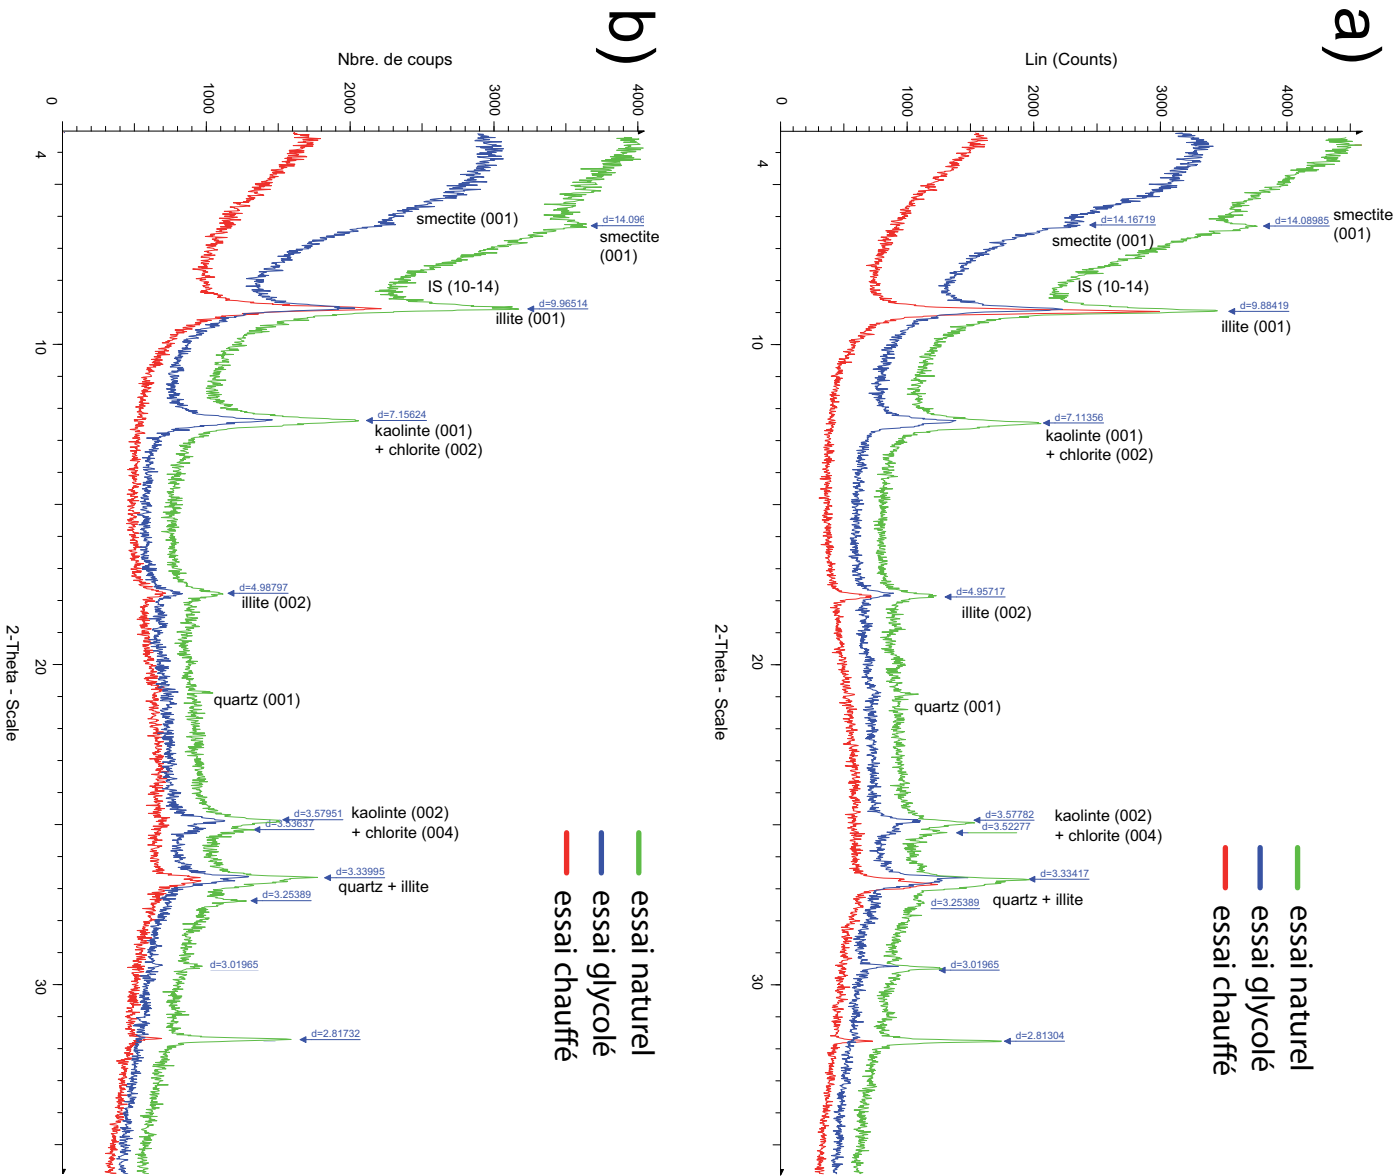 a)
Lin (Counts)
0
10000
20000
30000
40000
4
10
20
30
2-Theta - Scale
d=14.08985
smectite
(001)
d=14.16719
smectite (001)
IS (10-14)
d=9.88419
illite (001)
d=7.11356
kaolinte (001)
+ chlorite (002)
d=4.95717
illite (002)
quartz (001)
d=3.57782
d=3.52277
kaolinte (002)
+ chlorite (004)
d=3.33417
quartz + illite
d=3.25389
d=3.01965
d=2.81304
essai naturel
essai glycolé
essai chauffé
b)
Nbre. de coups
0
1000
2000
3000
4000
4
10
20
30
2-Theta - Scale
d=14.096
smectite
(001)
smectite (001)
IS (10-14)
d=9.96514
illite (001)
d=7.15624
kaolinte (001)
+ chlorite (002)
d=4.98797
illite (002)
quartz (001)
d=3.57951
d=3.53637
kaolinte (002)
+ chlorite (004)
d=3.33995
quartz + illite
d=3.25389
d=3.01965
d=2.81732
essai naturel
essai glycolé
essai chauffé